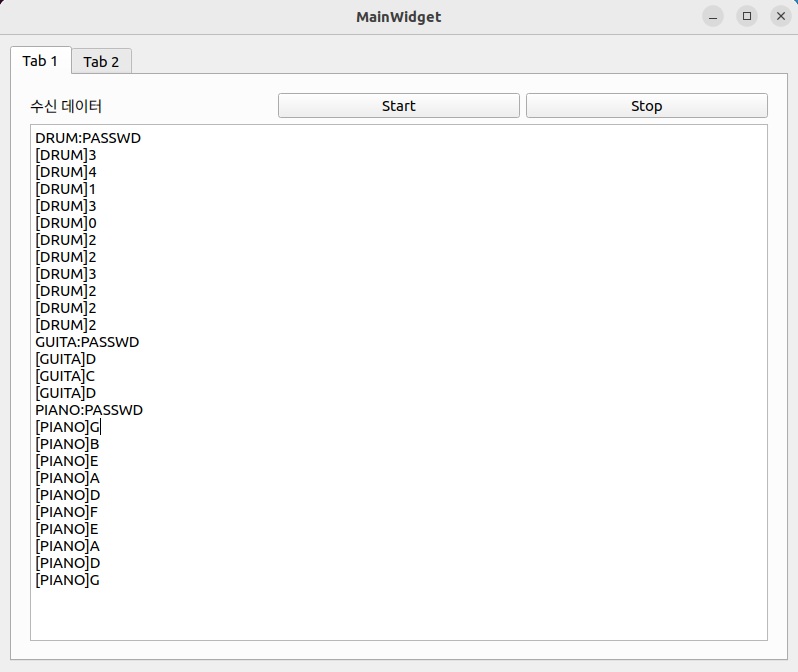 MainWidget
Tab 1 Tab 2
수신 데이터 Start Stop
DRUM:PASSWD
[DRUM]3
[DRUM]4
[DRUM]1
[DRUM]3
[DRUM]0
[DRUM]2
[DRUM]2
[DRUM]3
[DRUM]2
[DRUM]2
[DRUM]2
GUITA:PASSWD
[GUITA]D
[GUITA]C
[GUITA]D
PIANO:PASSWD
[PIANO]G
[PIANO]B
[PIANO]E
[PIANO]A
[PIANO]D
[PIANO]F
[PIANO]E
[PIANO]A
[PIANO]D
[PIANO]G